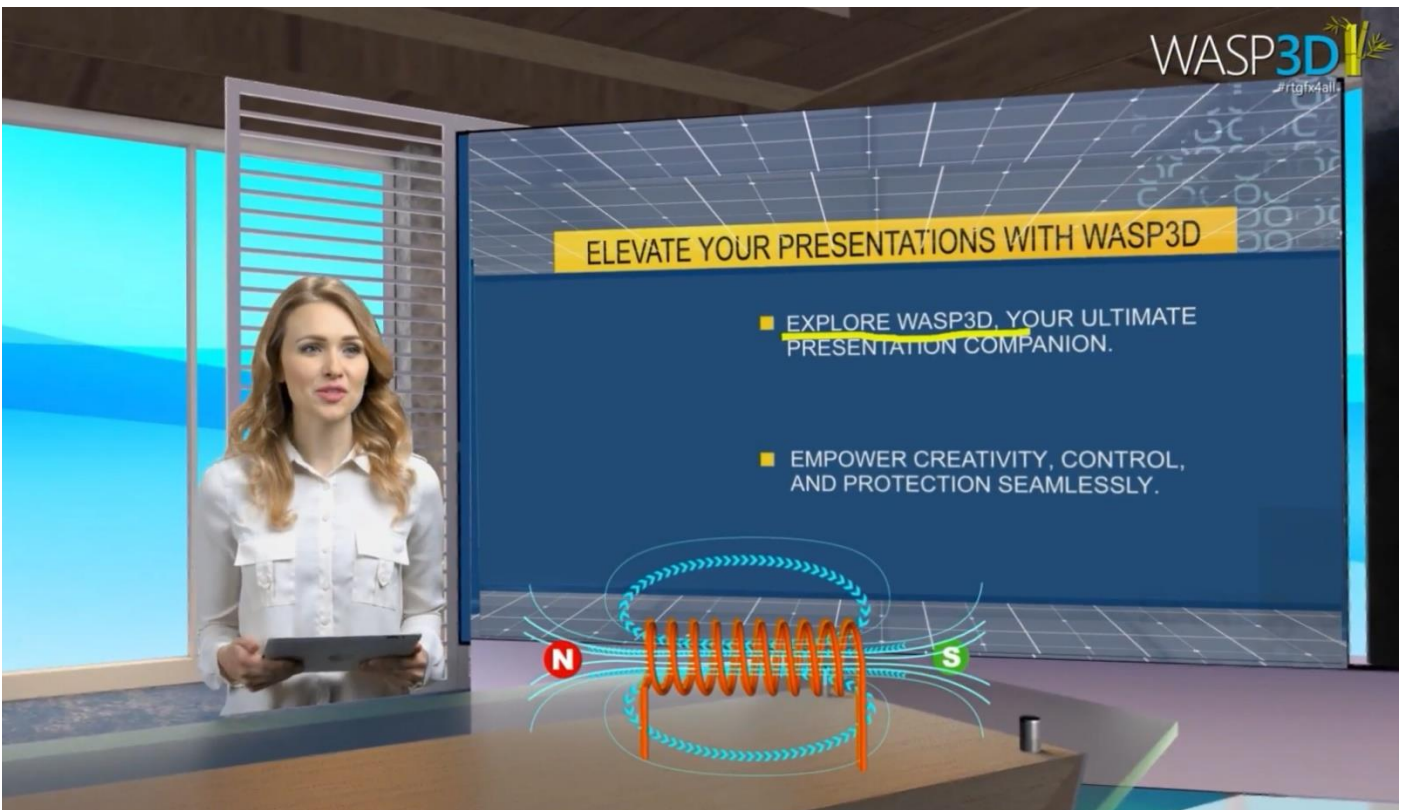 WASP3D
#rtgfx4all
ELEVATE YOUR PRESENTATIONS WITH WASP3D
EXPLORE WASP3D, YOUR ULTIMATE
PRESENTATION COMPANION.
EMPOWER CREATIVITY, CONTROL,
AND PROTECTION SEAMLESSLY.
N
S